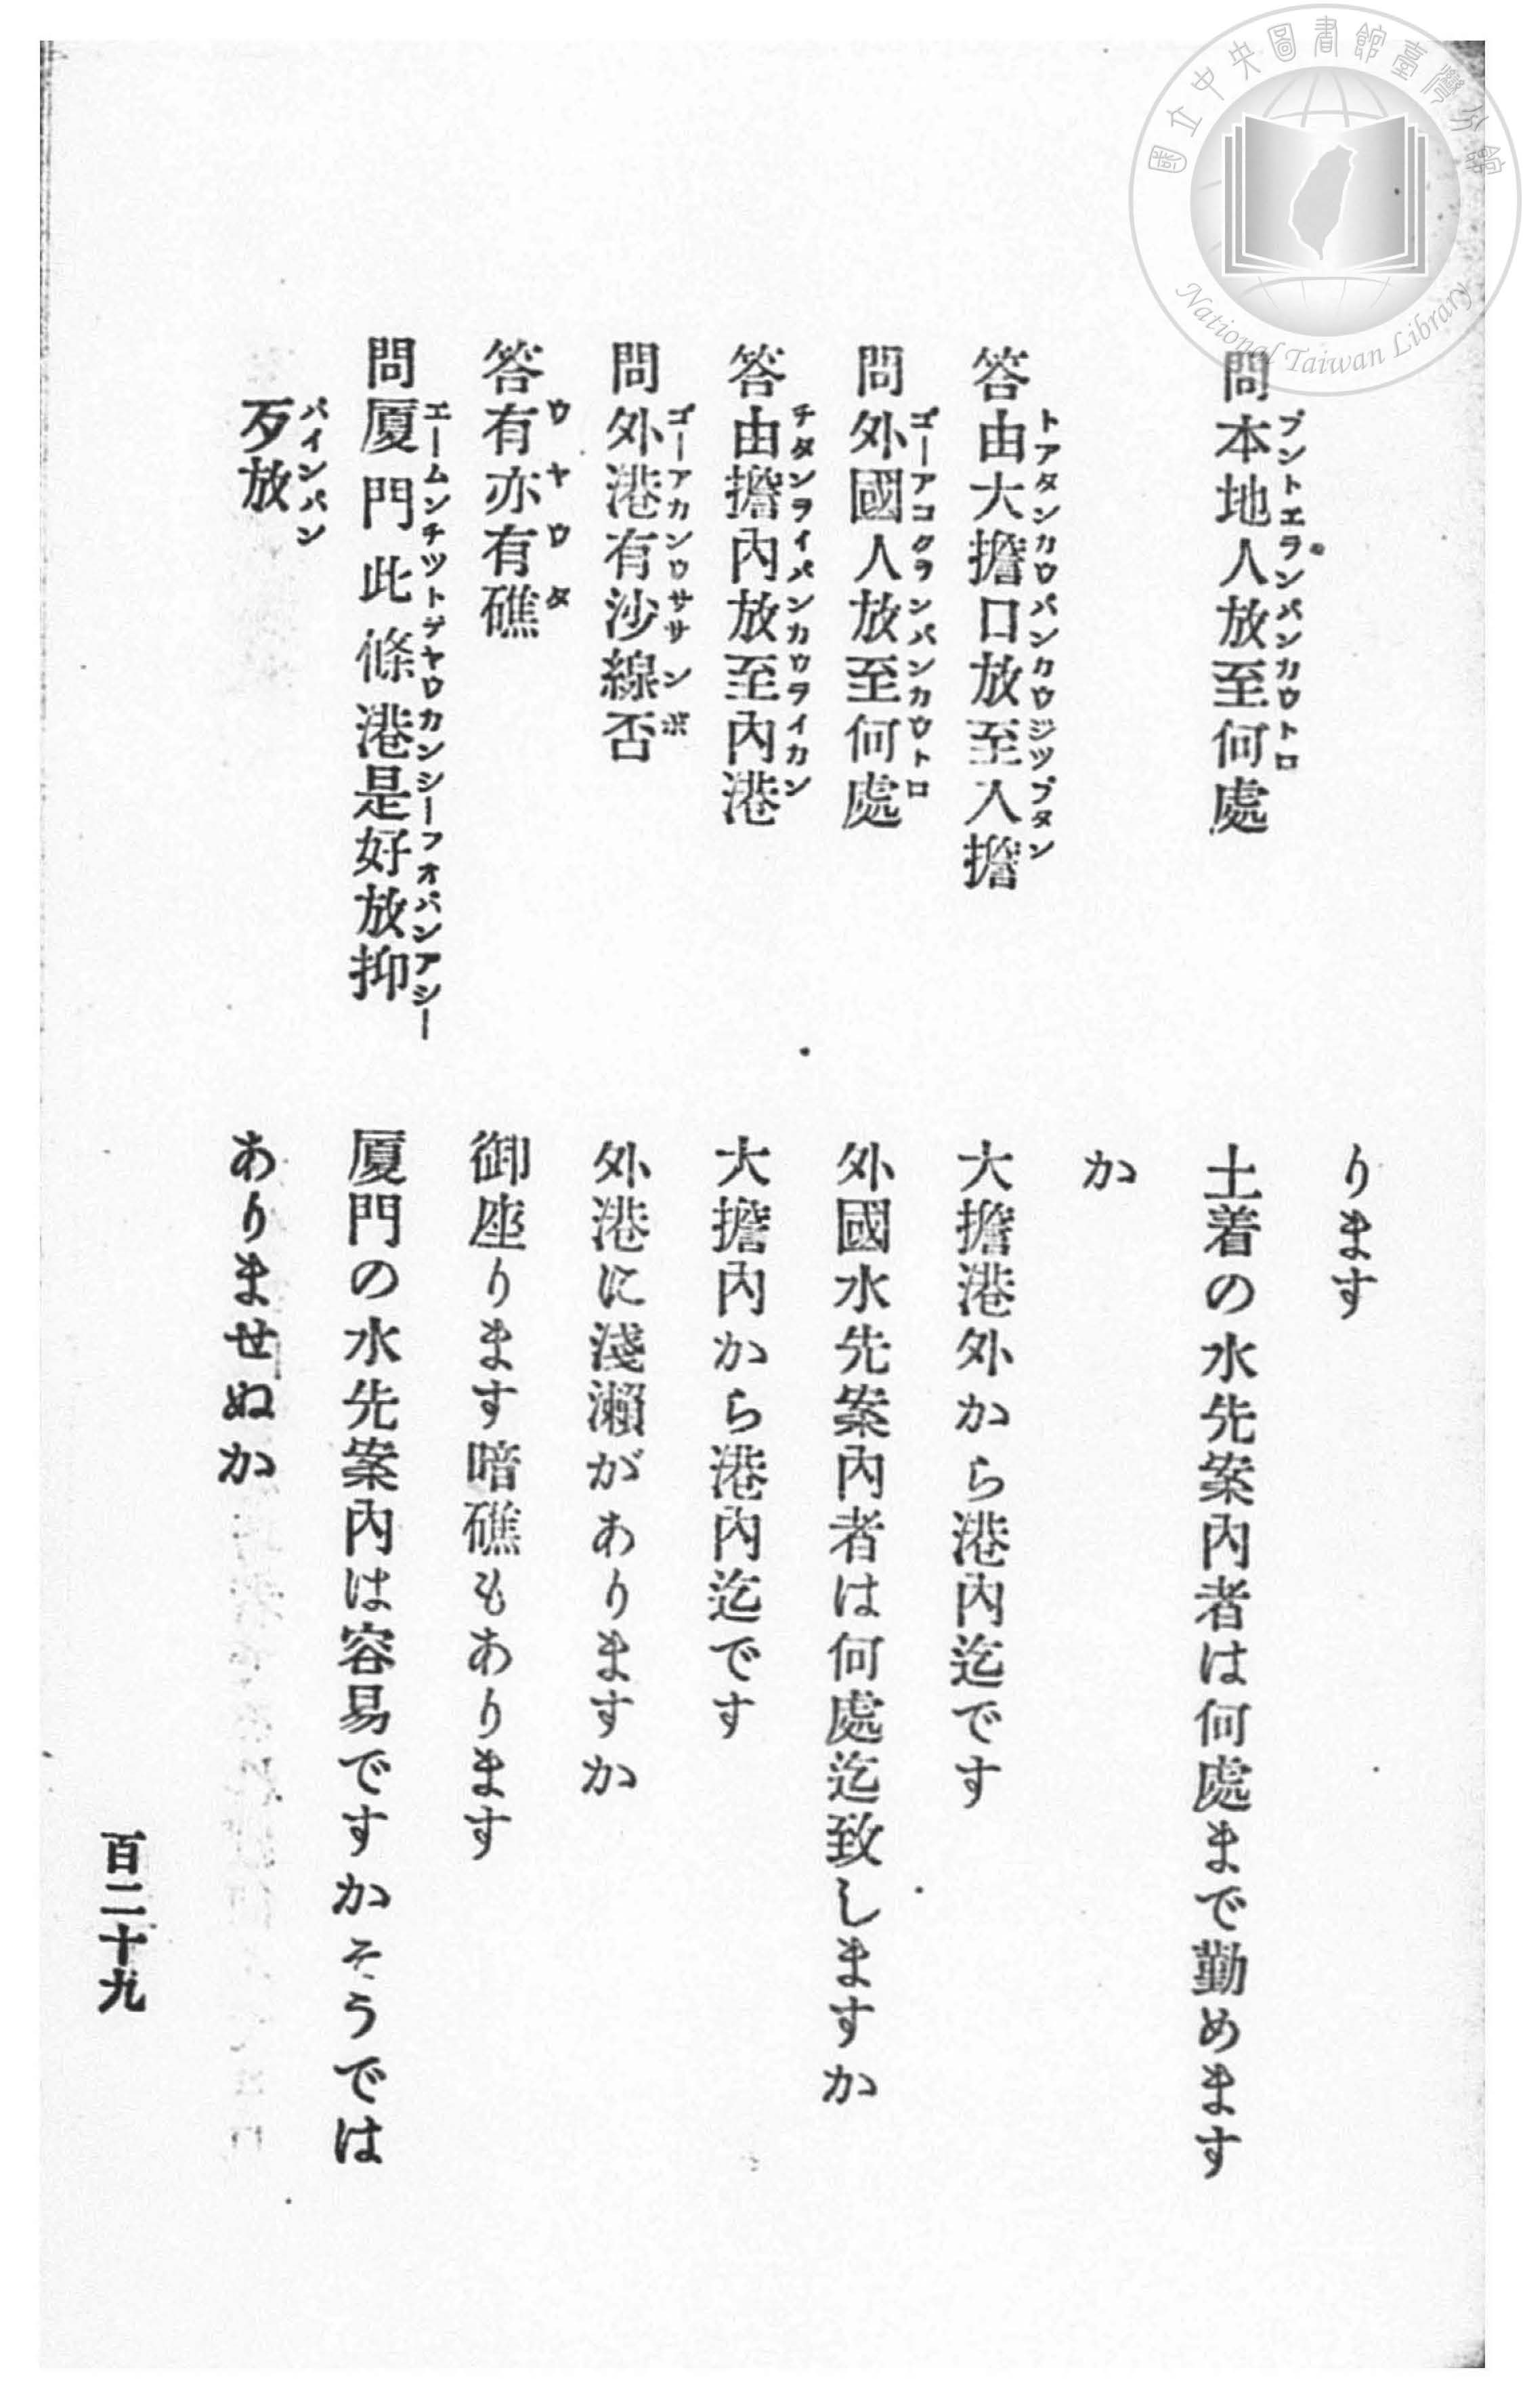 國立中央圖書館臺灣分館
National Taiwan Library
ります
問本地人放至何處
ブントエランパンカウトロ
土着の水先案內者は何處まで勤めます
か
答由大擔口放至入擔
トアタンカウパンカウジツプタン
大擔港外から港內迄です
問外國人放至何處
ゴーアコクランパンカウトロ
外國水先案內者は何處迄致しますか
答由擔內放至內港
チタンライパンカウライカン
大擔內から港內迄です
問外港有沙線否
ゴーアカンウササンボ
外港に淺瀨がありますか
答有亦有礁
ウヤウタ
御座ります暗礁もあります
問厦門此條港是好放抑
エームンチツトデヤウカンシーフオパンアシー
厦門の水先案內は容易ですかそうでは
歹放
パインパン
ありませぬか
百二十九